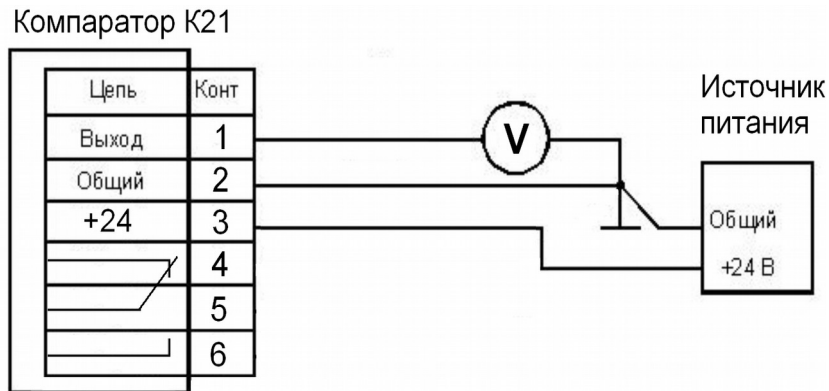 Компаратор К21
Цепь Конт
Выход 1
V
Общий 2
+24 3
4
5
6
Источник
питания
Общий
+24 В